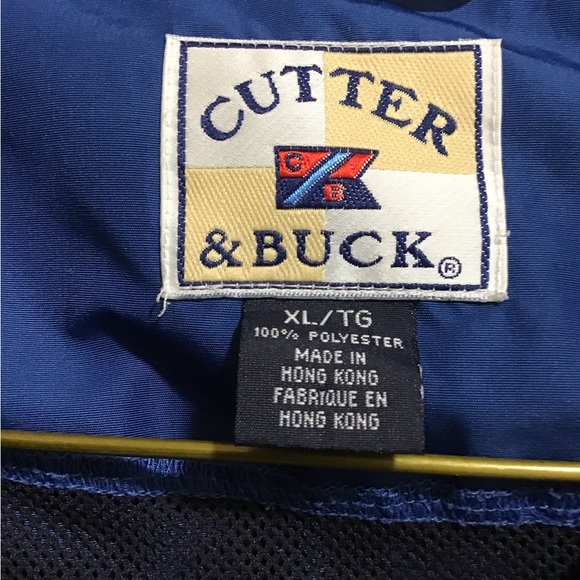 CUTTER
C
B
& BUCK®
XL/TG
100% POLYESTER
MADE IN
HONG KONG
FABRIQUE EN
HONG KONG